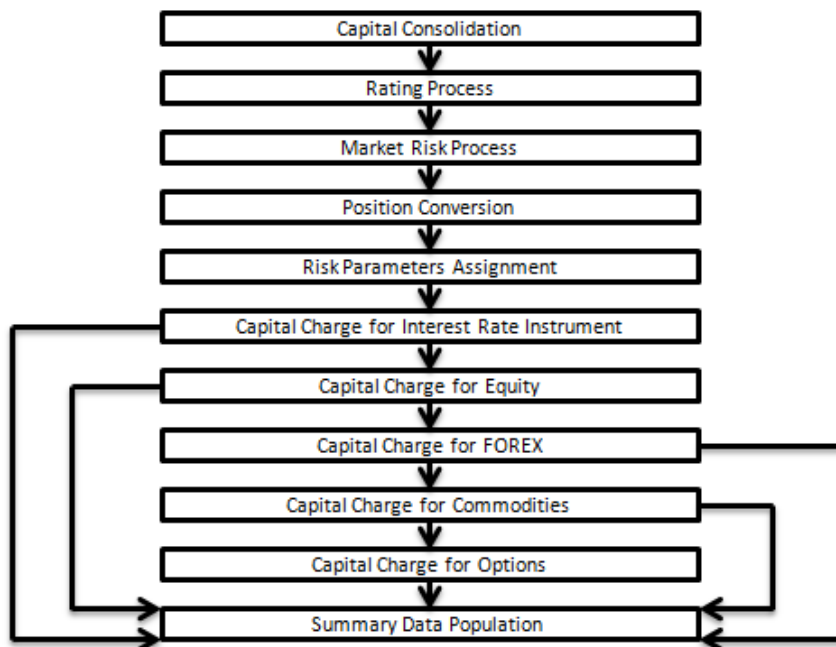 Capital Consolidation
Rating Process
Market Risk Process
Position Conversion
Risk Parameters Assignment
Capital Charge for Interest Rate Instrument
Capital Charge for Equity
Capital Charge for FOREX
Capital Charge for Commodities
Capital Charge for Options
Summary Data Population